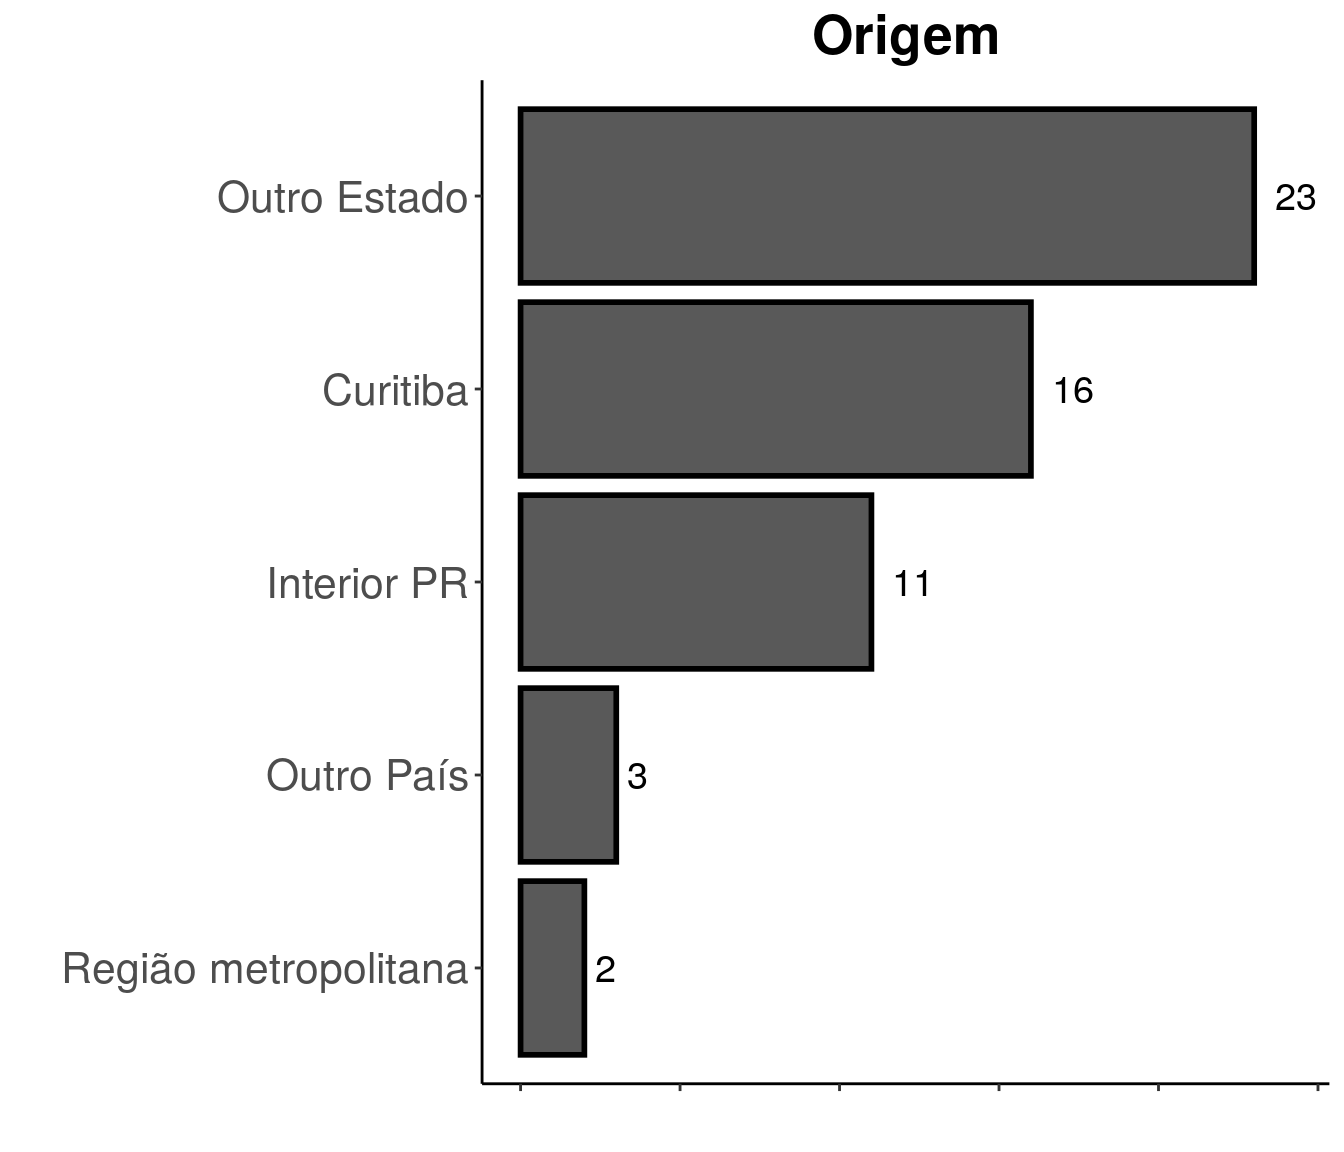 Origem
Outro Estado 23
Curitiba 16
Interior PR 11
Outro País 3
Região metropolitana 2